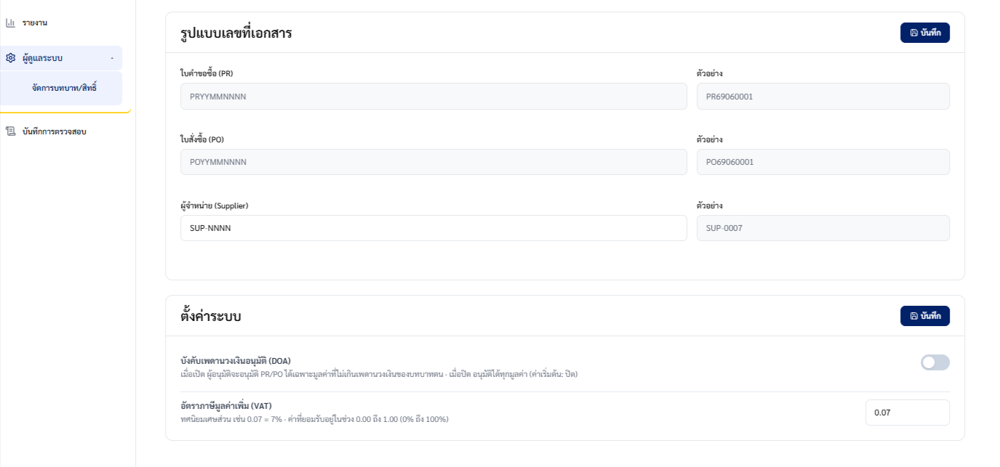 รายงาน
ผู้ดูแลระบบ
จัดการบทบาท/สิทธิ์
บันทึกการตรวจสอบ
รูปแบบเลขที่เอกสาร
บันทึก
ใบคำขอซื้อ (PR)
ตัวอย่าง
PRYYMMNNNN
PR69060001
ใบสั่งซื้อ (PO)
ตัวอย่าง
POYYMMNNNN
PO69060001
ผู้จำหน่าย (Supplier)
ตัวอย่าง
SUP-NNNN
SUP-0007
ตั้งค่าระบบ
บันทึก
บังคับเพดานวงเงินอนุมัติ (DOA)
เมื่อเปิด ผู้อนุมัติจะอนุมัติ PR/PO ได้เฉพาะมูลค่าที่ไม่เกินเพดานวงเงินของบทบาทตน · เมื่อปิด อนุมัติได้ทุกมูลค่า (ค่าเริ่มต้น: ปิด)
อัตราภาษีมูลค่าเพิ่ม (VAT)
ทศนิยมเศษส่วน เช่น 0.07 = 7% · ค่าที่ยอมรับอยู่ในช่วง 0.00 ถึง 1.00 (0% ถึง 100%)
0.07